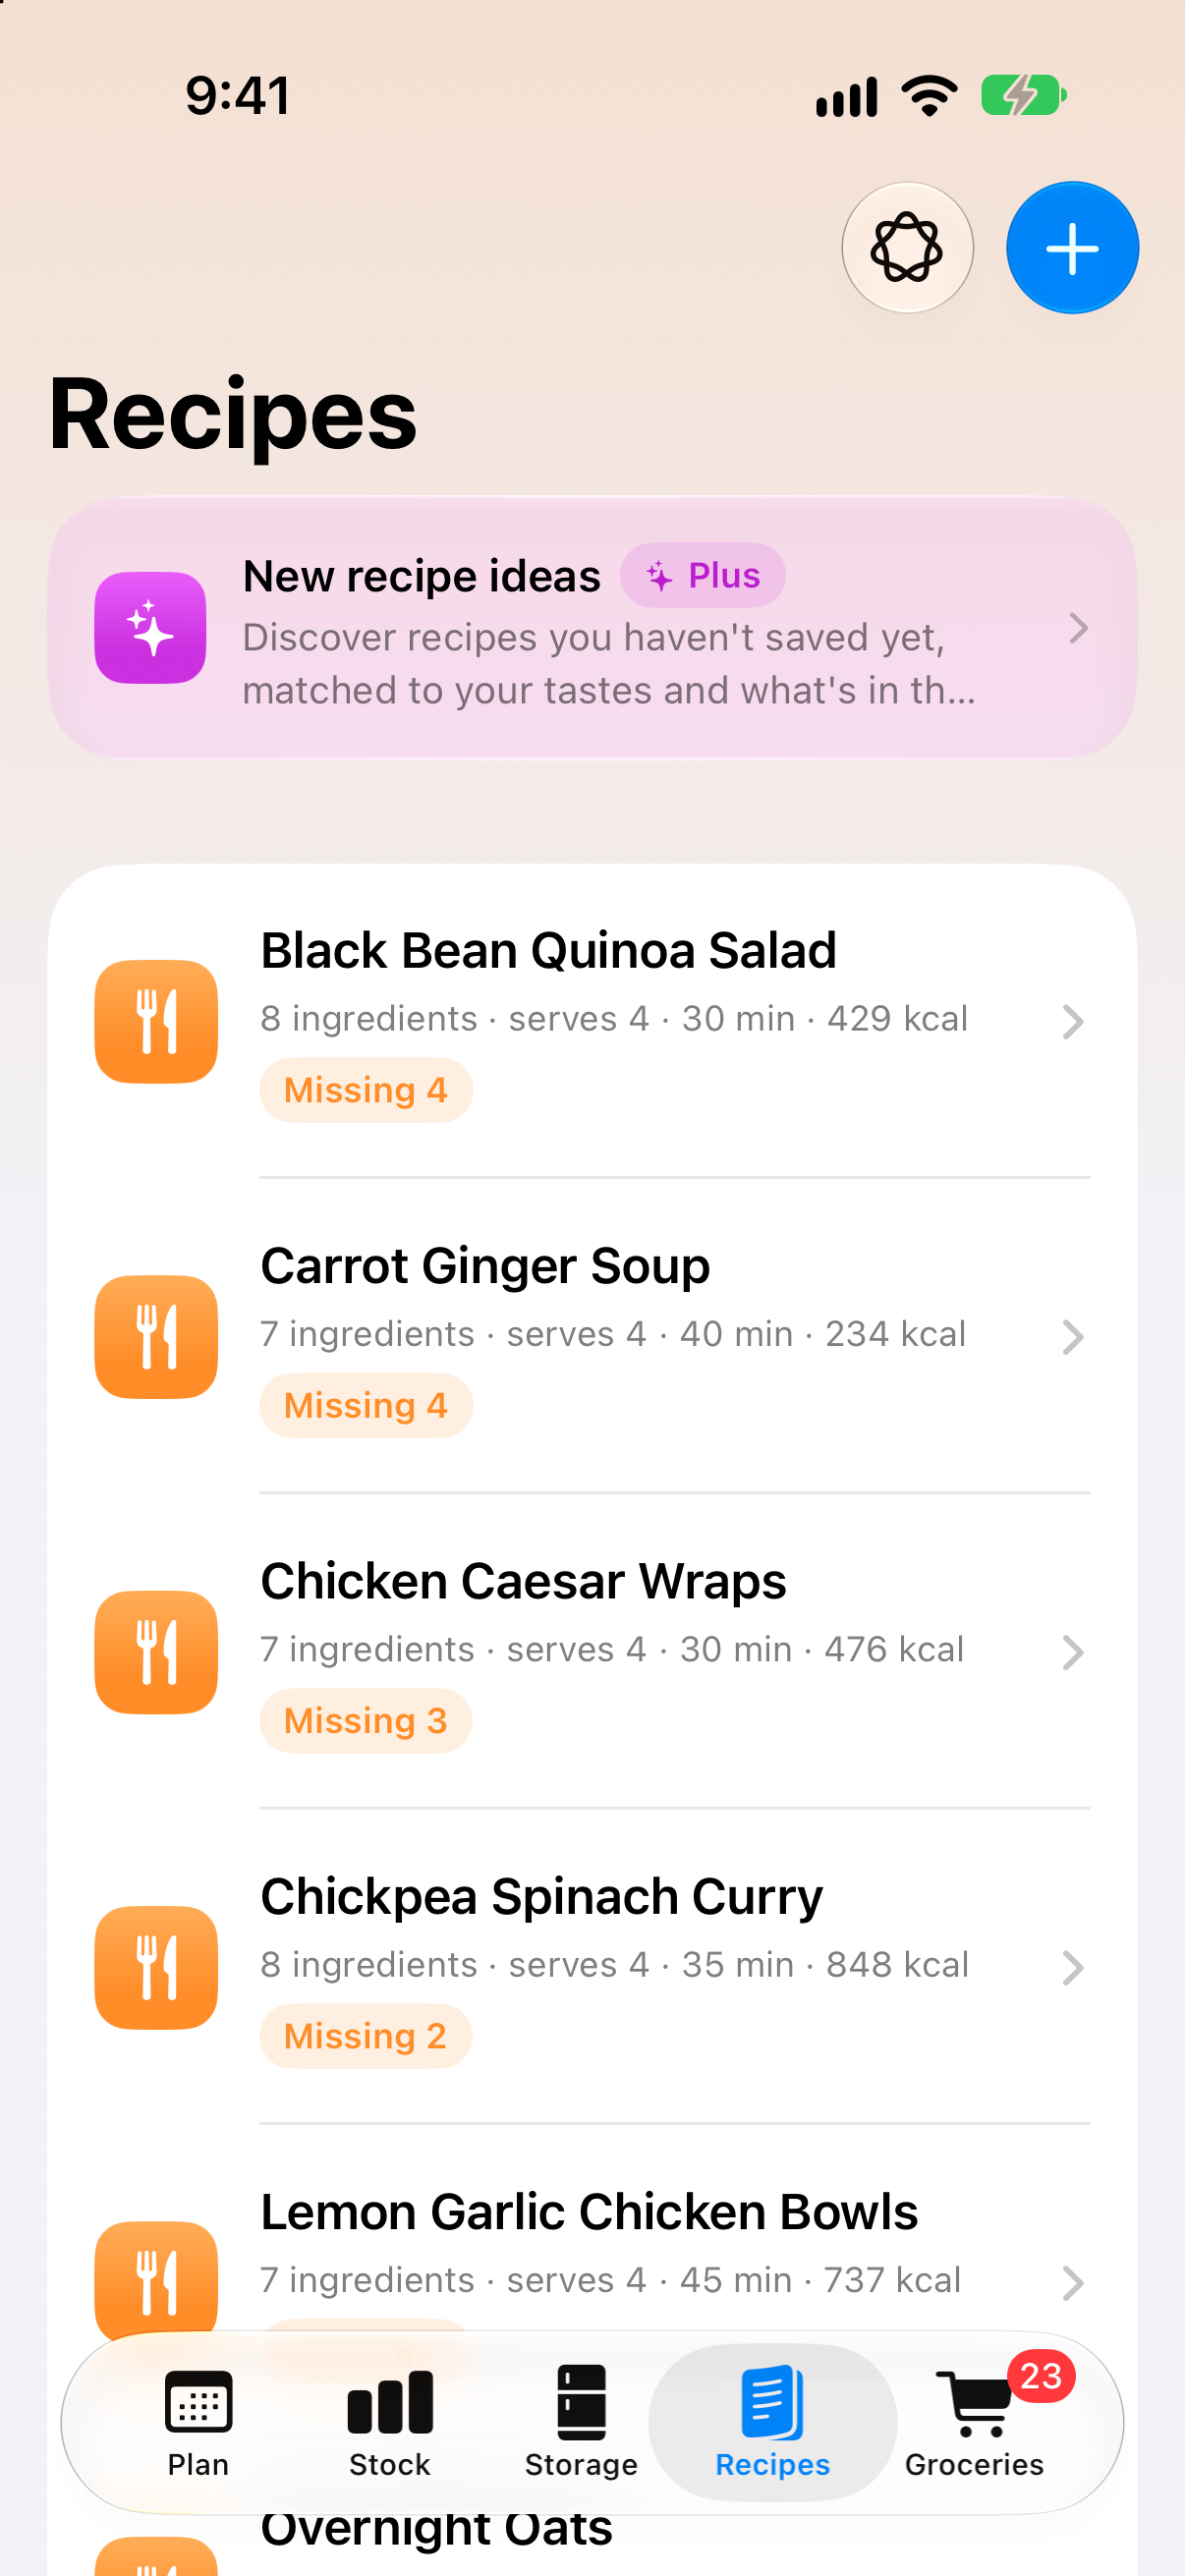 9:41
Recipes
New recipe ideas Plus
Discover recipes you haven't saved yet,
matched to your tastes and what's in th...
Black Bean Quinoa Salad
8 ingredients · serves 4 · 30 min · 429 kcal
Missing 4
Carrot Ginger Soup
7 ingredients · serves 4 · 40 min · 234 kcal
Missing 4
Chicken Caesar Wraps
7 ingredients · serves 4 · 30 min · 476 kcal
Missing 3
Chickpea Spinach Curry
8 ingredients · serves 4 · 35 min · 848 kcal
Missing 2
Lemon Garlic Chicken Bowls
7 ingredients · serves 4 · 45 min · 737 kcal
23
Plan Stock Storage Recipes Groceries
Overnight Oats